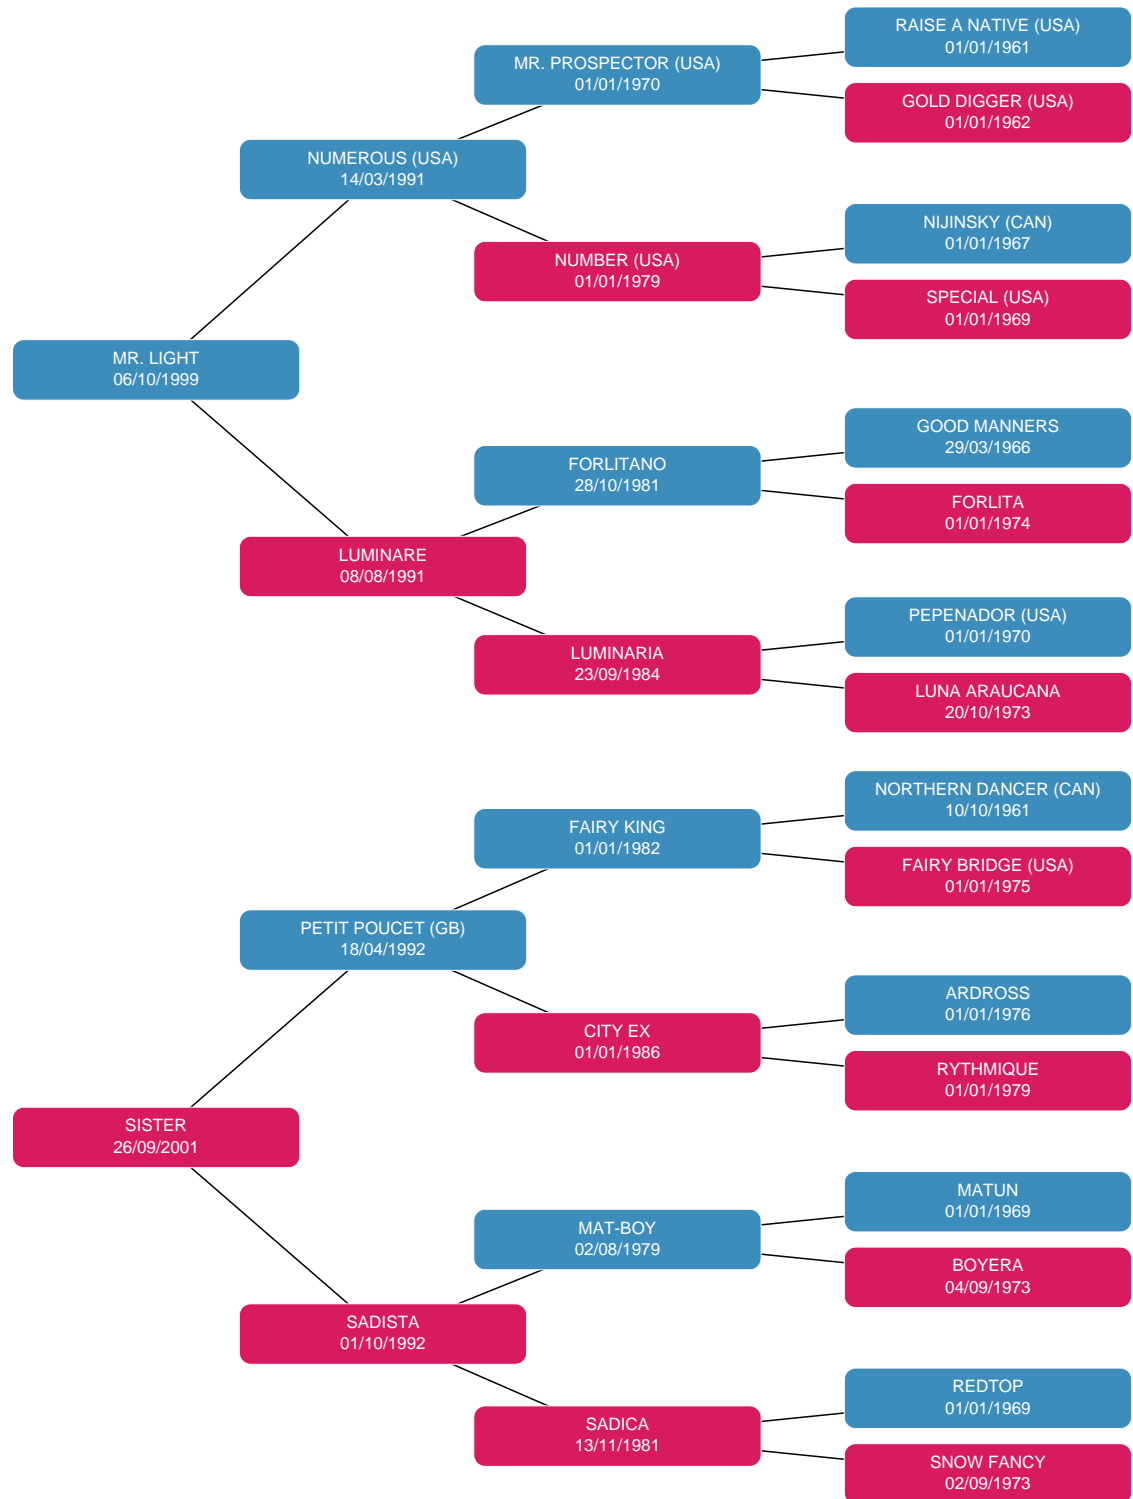 RAISE A NATIVE (USA)
01/01/1961
MR. PROSPECTOR (USA)
01/01/1970
GOLD DIGGER (USA)
01/01/1962
NUMEROUS (USA)
14/03/1991
NIJINSKY (CAN)
01/01/1967
NUMBER (USA)
01/01/1979
SPECIAL (USA)
01/01/1969
MR. LIGHT
06/10/1999
GOOD MANNERS
29/03/1966
FORLITANO
28/10/1981
FORLITA
01/01/1974
LUMINARE
08/08/1991
PEPENADOR (USA)
01/01/1970
LUMINARIA
23/09/1984
LUNA ARAUCANA
20/10/1973
NORTHERN DANCER (CAN)
10/10/1961
FAIRY KING
01/01/1982
FAIRY BRIDGE (USA)
01/01/1975
PETIT POUCET (GB)
18/04/1992
ARDROSS
01/01/1976
CITY EX
01/01/1986
RYTHMIQUE
01/01/1979
SISTER
26/09/2001
MATUN
01/01/1969
MAT-BOY
02/08/1979
BOYERA
04/09/1973
SADISTA
01/10/1992
REDTOP
01/01/1969
SADICA
13/11/1981
SNOW FANCY
02/09/1973